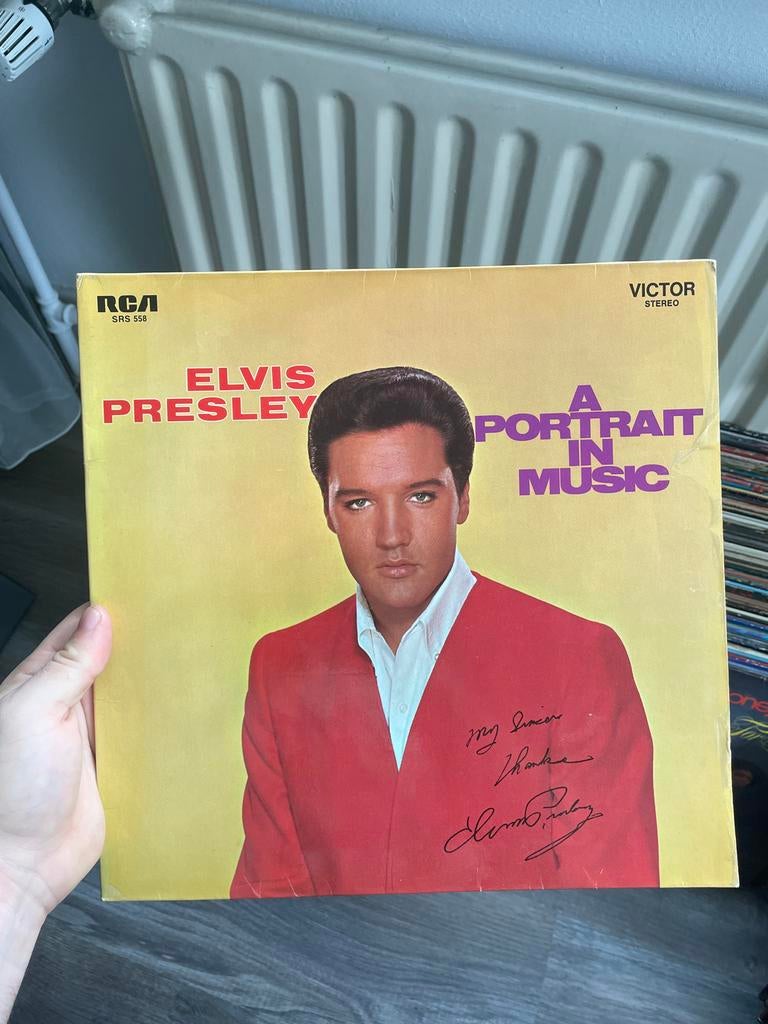 RCA
SRS 558
VICTOR
STEREO
ELVIS
PRESLEY
A
PORTRAIT
IN
MUSIC
My Sincere
Thanks
Elvis Presley